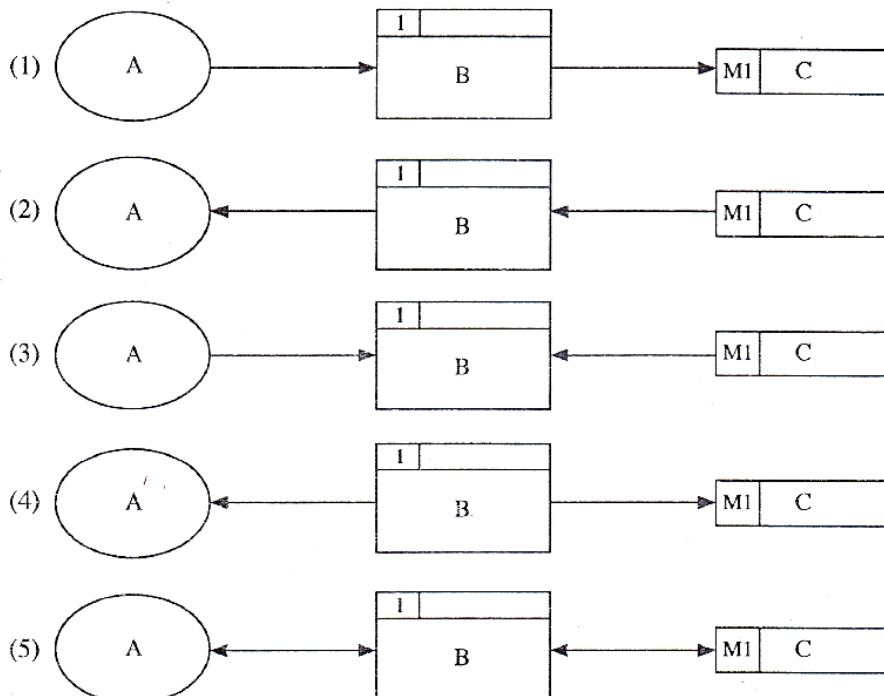 1
(1) A B M1 C
1
(2) A B M1 C
1
(3) A B M1 C
1
(4) A B M1 C
1
(5) A B M1 C